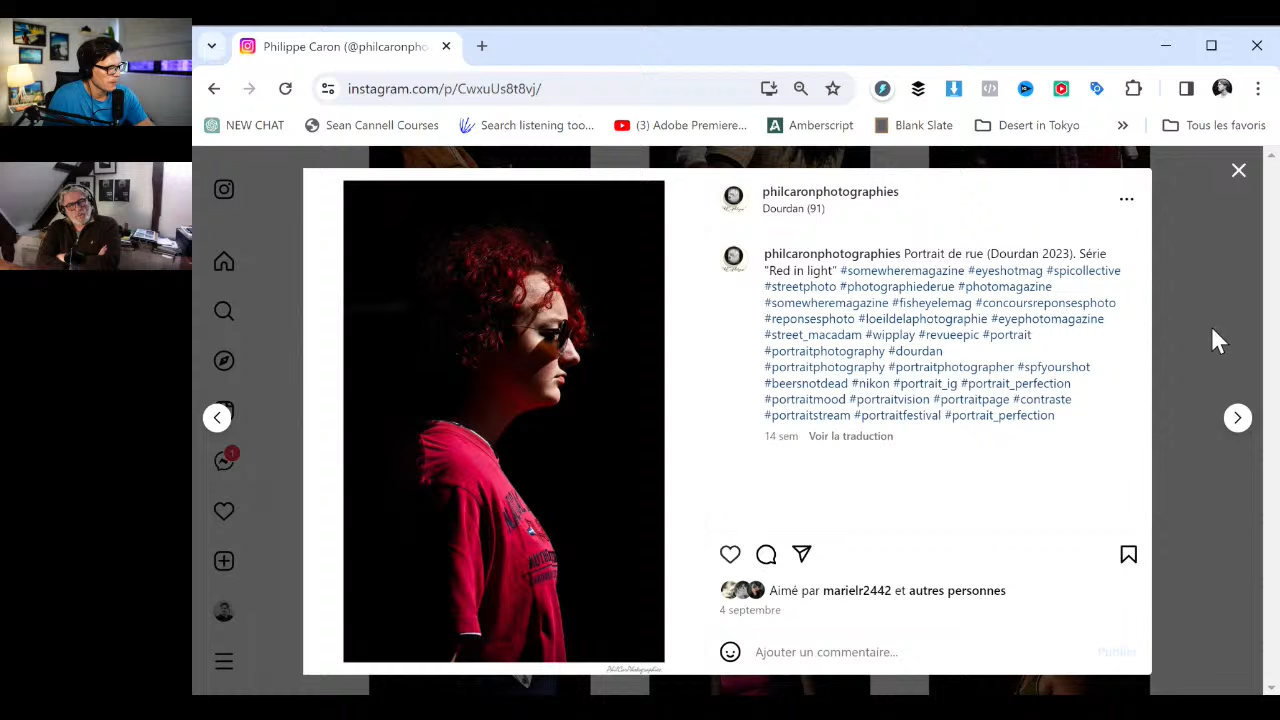 Philippe Caron (@philcaronpho
instagram.com/p/CwxuUs8t8vj/
NEW CHAT
Sean Cannell Courses
Search listening too...
(3) Adobe Premiere...
Amberscript
Blank Slate
Desert in Tokyo
Tous les favoris
philcaronphotographies
Dourdan (91)
philcaronphotographies Portrait de rue (Dourdan 2023). Série
"Red in light" #somewheremagazine #eyeshotmag #spicollective
#streetphoto #photographiederue #photomagazine
#somewheremagazine #fisheyelemag #concoursreponsesphoto
#reponsesphoto #loeildelaphotographie #eyephotomagazine
#street_macadam #wipplay #revueepic #portrait
#portraitphotography #dourdan
#portraitphotography #portraitphotographer #spfyourshot
#beersnotdead #nikon #portrait_ig #portrait_perfection
#portraitmood #portraitvision #portraitpage #contraste
#portraitstream #portraitfestival #portrait_perfection
14 sem Voir la traduction
1
Aimé par marielr2442 et autres personnes
4 septembre
Ajouter un commentaire...
Publier
PhilCarPhotographies